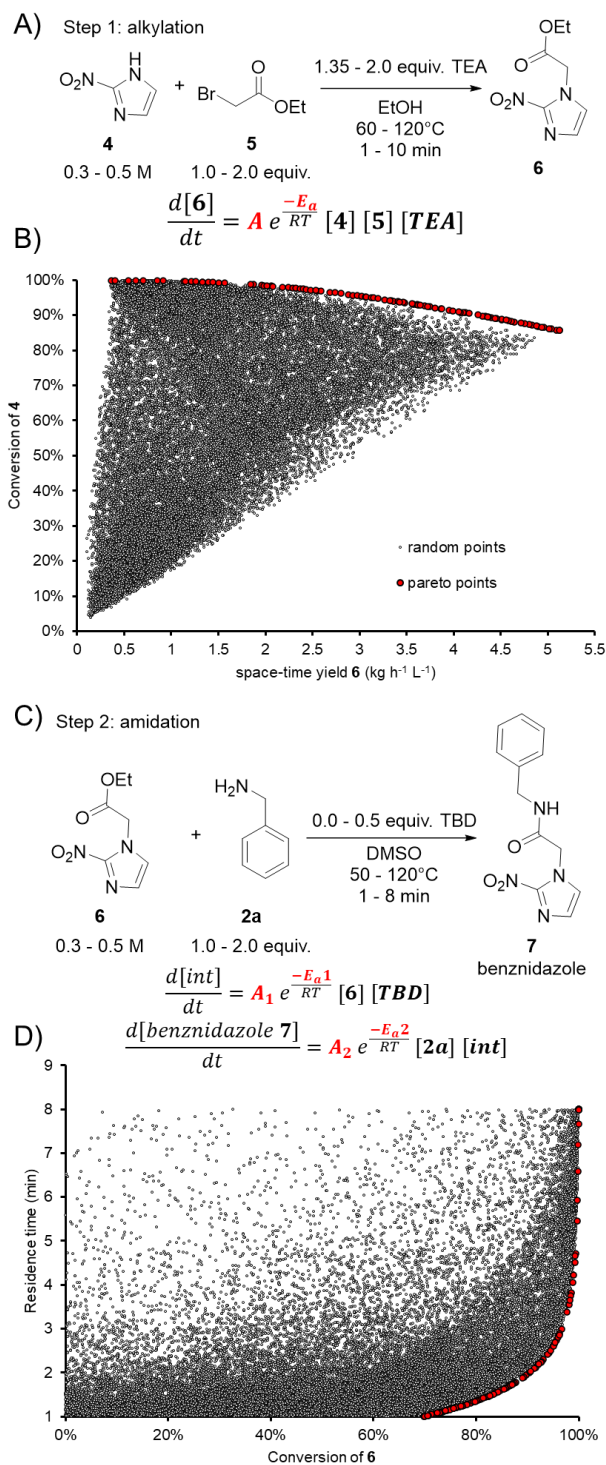 A) Step 1: alkylation
OEt
O
O₂N
H
N
N
+
Br
O
OEt
1.35 - 2.0 equiv. TEA
EtOH
60 - 120°C
1 - 10 min
O₂N
N
N
4
5
6
0.3 - 0.5 M
1.0 - 2.0 equiv.
d[6]/dt = A e^(-Ea/RT) [4] [5] [TEA]
B)
100%
90%
80%
70%
60%
50%
40%
30%
20%
10%
0%
Conversion of 4
random points
pareto points
0 0.5 1 1.5 2 2.5 3 3.5 4 4.5 5 5.5
space-time yield 6 (kg h⁻¹ L⁻¹)
C) Step 2: amidation
OEt
O
O₂N
N
N
+
H₂N
0.0 - 0.5 equiv. TBD
DMSO
50 - 120°C
1 - 8 min
NH
O
O₂N
N
N
6
2a
7
0.3 - 0.5 M
1.0 - 2.0 equiv.
benznidazole
d[int]/dt = A₁ e^(-Ea1/RT) [6] [TBD]
D)
d[benznidazole 7]/dt = A₂ e^(-Ea2/RT) [2a] [int]
9
8
7
6
5
4
3
2
1
Residence time (min)
0% 20% 40% 60% 80% 100%
Conversion of 6